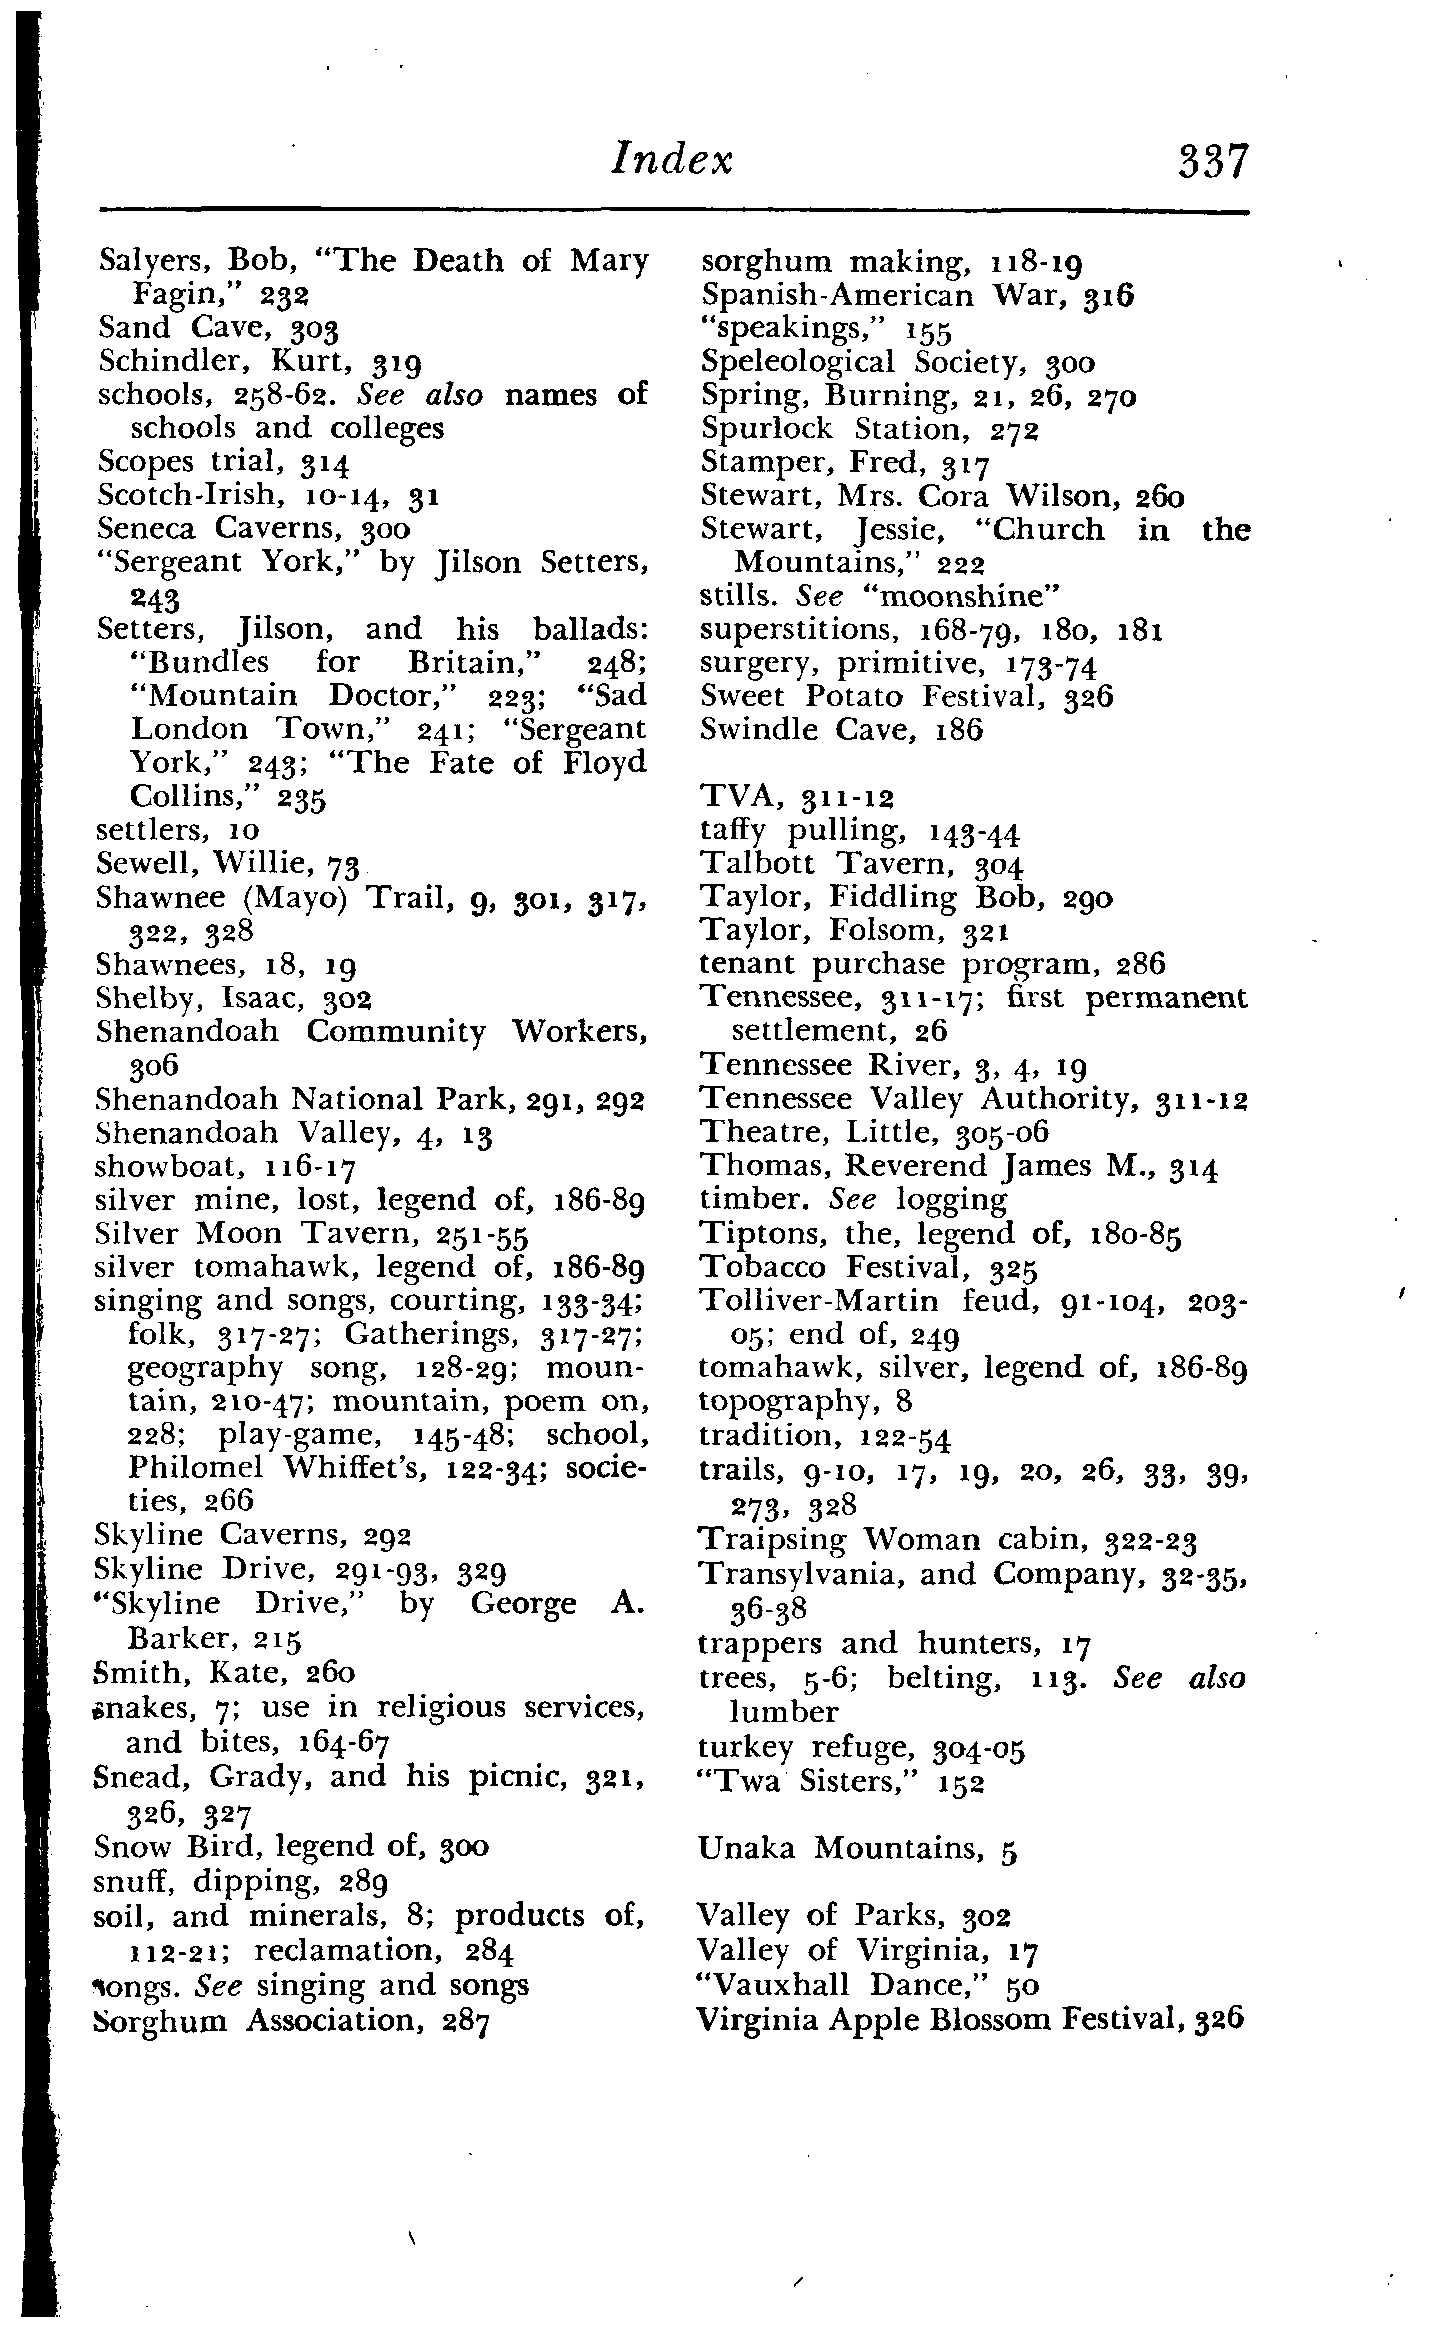 Index 337
Salyers, Bob, “The Death of Mary
Fagin,” 232
Sand Cave, 303
Schindler, Kurt, 319
schools, 258-62. See also names of
schools and colleges
Scopes trial, 314
Scotch-Irish, 10-14, 31
Seneca Caverns, 300
“Sergeant York,” by Jilson Setters,
243
Setters, Jilson, and his ballads:
“Bundles for Britain,” 248;
“Mountain Doctor,” 223; “Sad
London Town,” 241; “Sergeant
York,” 243; “The Fate of Floyd
Collins,” 235
settlers, 10
Sewell, Willie, 73
Shawnee (Mayo) Trail, 9, 301, 317,
322, 328
Shawnees, 18, 19
Shelby, Isaac, 302
Shenandoah Community Workers,
306
Shenandoah National Park, 291, 292
Shenandoah Valley, 4, 13
showboat, 116-17
silver mine, lost, legend of, 186-89
Silver Moon Tavern, 251-55
silver tomahawk, legend of, 186-89
singing and songs, courting, 133-34;
folk, 317-27; Gatherings, 317-27;
geography song, 128-29; moun-
tain, 210-47; mountain, poem on,
228; play-game, 145-48; school,
Philomel Whiffet’s, 122-34; socie-
ties, 266
Skyline Caverns, 292
Skyline Drive, 291-93, 329
“Skyline Drive,” by George A.
Barker, 215
Smith, Kate, 260
snakes, 7; use in religious services,
and bites, 164-67
Snead, Grady, and his picnic, 321,
326, 327
Snow Bird, legend of, 300
snuff, dipping, 289
soil, and minerals, 8; products of,
112-21; reclamation, 284
songs. See singing and songs
Sorghum Association, 287
sorghum making, 118-19
Spanish-American War, 316
“speakings,” 155
Speleological Society, 300
Spring, Burning, 21, 26, 270
Spurlock Station, 272
Stamper, Fred, 317
Stewart, Mrs. Cora Wilson, 260
Stewart, Jessie, “Church in the
Mountains,” 222
stills. See “moonshine”
superstitions, 168-79, 180, 181
surgery, primitive, 173-74
Sweet Potato Festival, 326
Swindle Cave, 186
TVA, 311-12
taffy pulling, 143-44
Talbott Tavern, 304
Taylor, Fiddling Bob, 290
Taylor, Folsom, 321
tenant purchase program, 286
Tennessee, 311-17; first permanent
settlement, 26
Tennessee River, 3, 4, 19
Tennessee Valley Authority, 311-12
Theatre, Little, 305-06
Thomas, Reverend James M., 314
timber. See logging
Tiptons, the, legend of, 180-85
Tobacco Festival, 325
Tolliver-Martin feud, 91-104, 203-
05; end of, 249
tomahawk, silver, legend of, 186-89
topography, 8
tradition, 122-54
trails, 9-10, 17, 19, 20, 26, 33, 39,
273, 328
Traipsing Woman cabin, 322-23
Transylvania, and Company, 32-35,
36-38
trappers and hunters, 17
trees, 5-6; belting, 113. See also
lumber
turkey refuge, 304-05
“Twa Sisters,” 152
Unaka Mountains, 5
Valley of Parks, 302
Valley of Virginia, 17
“Vauxhall Dance,” 50
Virginia Apple Blossom Festival, 326